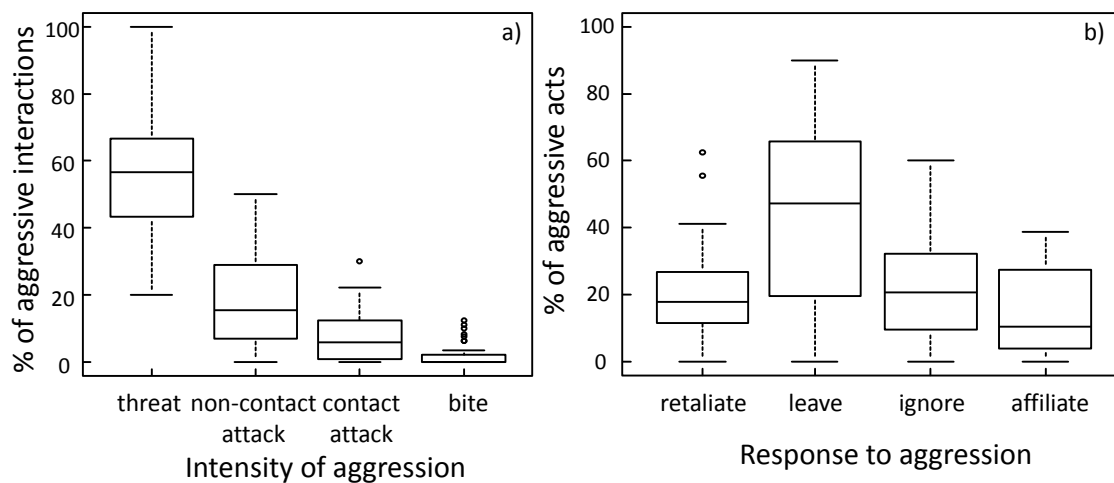 a)
% of aggressive interactions
100
80
60
40
20
0
threat non-contact contact bite
attack attack
Intensity of aggression
b)
% of aggressive acts
100
80
60
40
20
0
retaliate leave ignore affiliate
Response to aggression